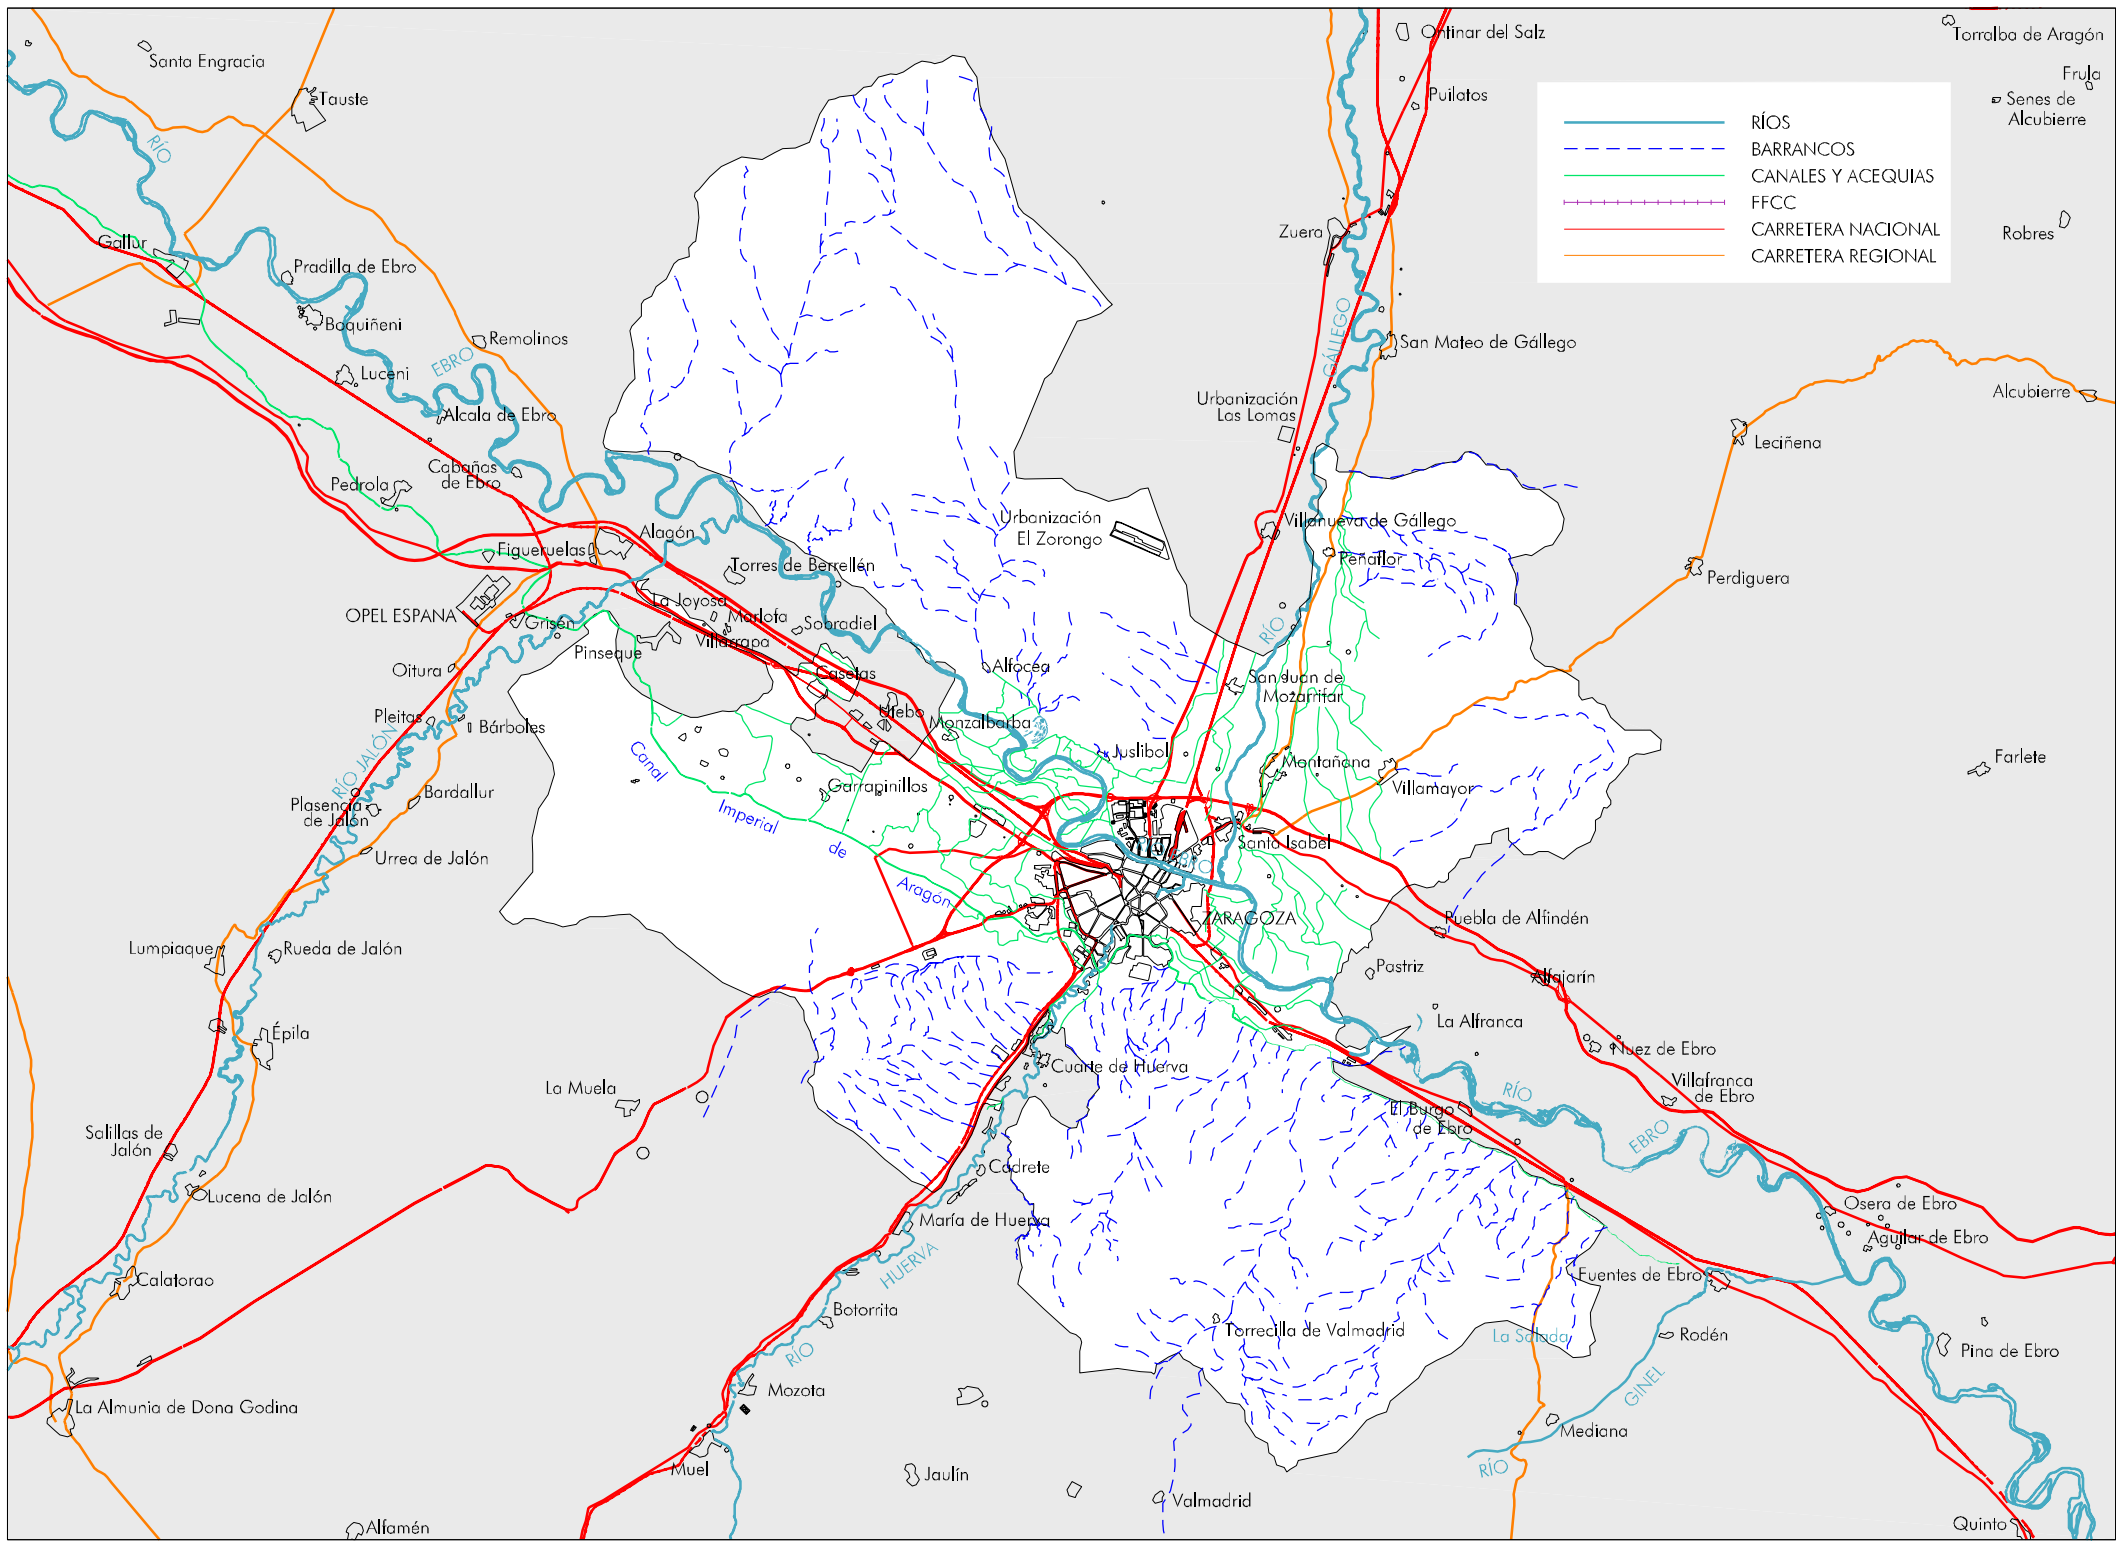 Santa Engracia
Tauste
RÍO
Gallur
Pradilla de Ebro
Boquiñeni
Remolinos
EBRO
Luceni
Alcala de Ebro
Cabañas
de Ebro
Pedrola
Alagón
Figueruelas
Torres de Berrellén
OPEL ESPANA
La Joyosa
Marlofa
Grisén
Sobradiel
Villarrapa
Pinseque
Oitura
Casetas
Alfocea
Pleitas
Bárboles
Utebo
Monzalbarba
RÍO JALÓN
Canal
Juslibol
Bardallur
Plasencia
de Jalón
Garrapinillos
Imperial
de
Urrea de Jalón
Aragón
Lumpiaque
Rueda de Jalón
Épila
La Muela
Salillas de
Jalón
Lucena de Jalón
Calatorao
La Almunia de Dona Godina
Alfamén
Ontinar del Salz
Puilatos
Torralba de Aragón
Frula
Senes de
Alcubierre
RÍOS
BARRANCOS
CANALES Y ACEQUIAS
FFCC
CARRETERA NACIONAL
CARRETERA REGIONAL
Zuera
Robres
GÁLLEGO
San Mateo de Gállego
Urbanización
Las Lomas
Alcubierre
Leciñena
Urbanización
El Zorongo
Villanueva de Gállego
Peñaflor
Perdiguera
RÍO
San Juan de
Mozarrifar
Montañana
Villamayor
Farlete
Santa Isabel
EBRO
ZARAGOZA
Puebla de Alfindén
Pastriz
Alfajarín
La Alfranca
Nuez de Ebro
Cuarte de Huerva
Villafranca
de Ebro
RÍO
El Burgo
de Ebro
EBRO
Cadrete
Osera de Ebro
María de Huerva
Aguilar de Ebro
HUERVA
Fuentes de Ebro
Botorrita
Torrecilla de Valmadrid
La Salada
Rodén
Pina de Ebro
RÍO
Mozota
GINEL
Mediana
RÍO
Muel
Jaulín
Valmadrid
Quinto